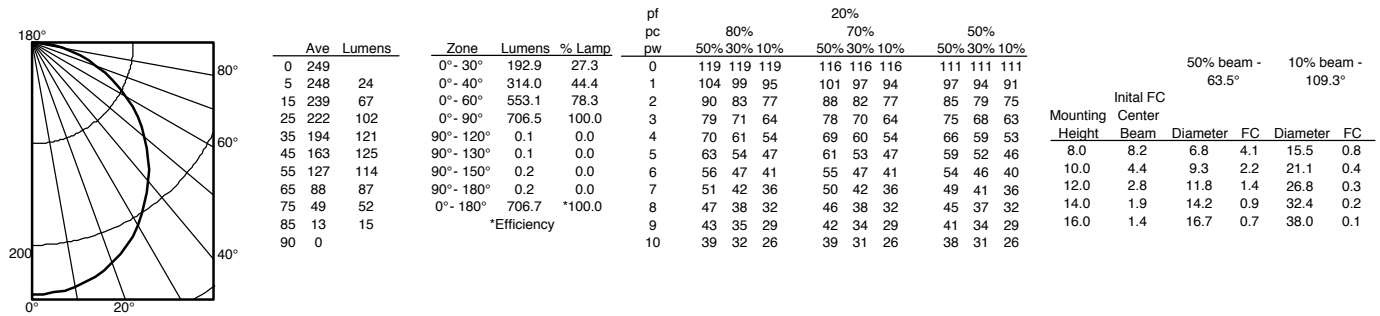 180°
80°
60°
40°
20°
0°
200
Ave Lumens
0 249
5 248 24
15 239 67
25 222 102
35 194 121
45 163 125
55 127 114
65 88 87
75 49 52
85 13 15
90 0
Zone Lumens % Lamp
0°- 30° 192.9 27.3
0°- 40° 314.0 44.4
0°- 60° 553.1 78.3
0°- 90° 706.5 100.0
90°- 120° 0.1 0.0
90°- 130° 0.1 0.0
90°- 150° 0.2 0.0
90°- 180° 0.2 0.0
0°- 180° 706.7 *100.0
*Efficiency
pf 20%
pc 80% 70% 50%
pw 50% 30% 10% 50% 30% 10% 50% 30% 10%
0 119 119 119 116 116 116 111 111 111
1 104 99 95 101 97 94 97 94 91
2 90 83 77 88 82 77 85 79 75
3 79 71 64 78 70 64 75 68 63
4 70 61 54 69 60 54 66 59 53
5 63 54 47 61 53 47 59 52 46
6 56 47 41 55 47 41 54 46 40
7 51 42 36 50 42 36 49 41 36
8 47 38 32 46 38 32 45 37 32
9 43 35 29 42 34 29 41 34 29
10 39 32 26 39 31 26 38 31 26
50% beam - 10% beam -
63.5° 109.3°
Inital FC
Mounting Center
Height Beam Diameter FC Diameter FC
8.0 8.2 6.8 4.1 15.5 0.8
10.0 4.4 9.3 2.2 21.1 0.4
12.0 2.8 11.8 1.4 26.8 0.3
14.0 1.9 14.2 0.9 32.4 0.2
16.0 1.4 16.7 0.7 38.0 0.1